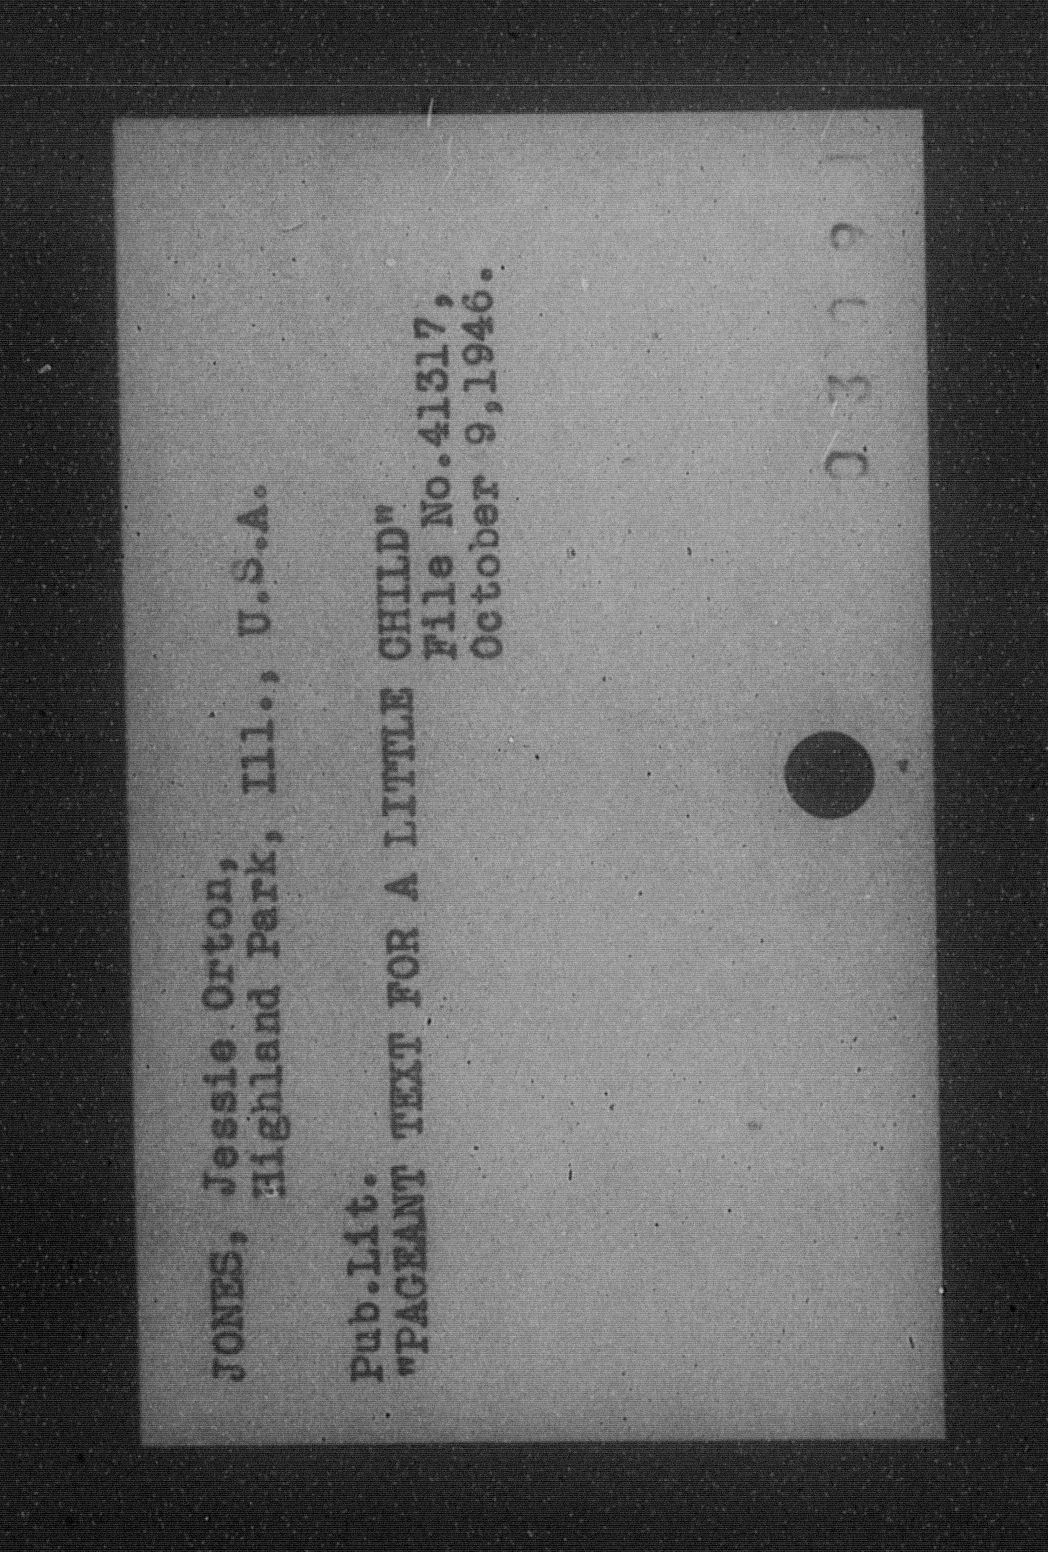 JONES, Jessie Orton,
Highland Park, Ill., U.S.A.
Pub.Lit.
"PAGEANT TEXT FOR A LITTLE CHILD"
File No.41317,
October 9,1946.